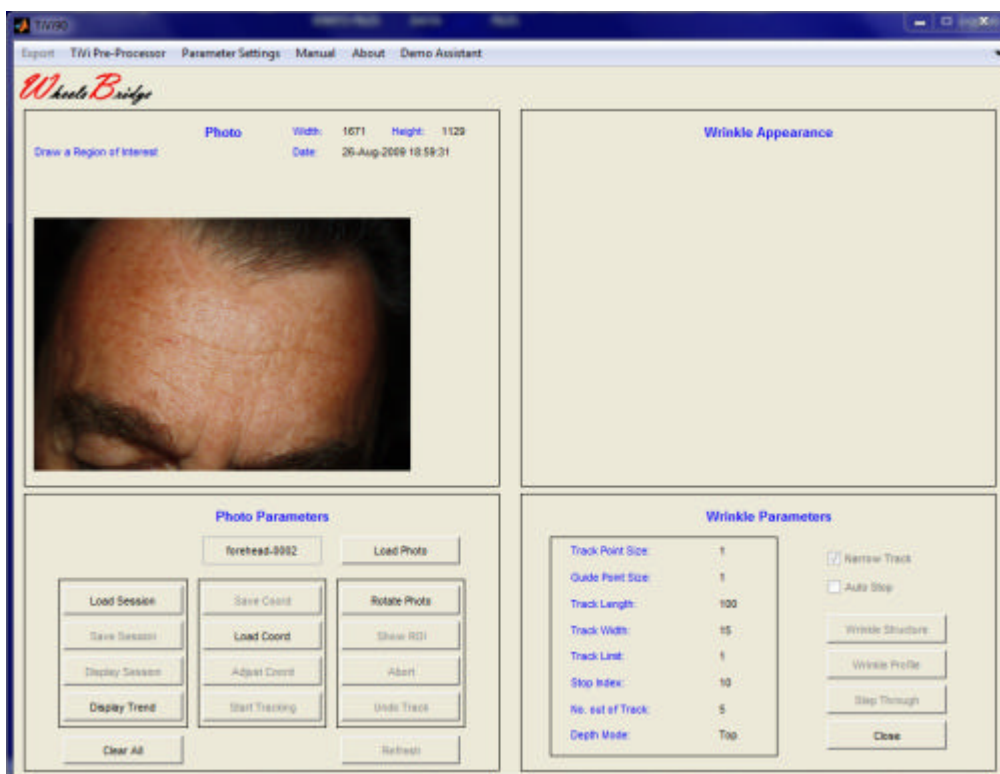 TiVi90
Export TiVi Pre-Processor Parameter Settings Manual About Demo Assistant
Wheels Bridge
Photo Width: 1671 Height: 1129
Draw a Region of Interest Date: 26-Aug-2009 18:59:31
Wrinkle Appearance
Photo Parameters
forehead-0002 Load Photo
Load Session Save Coord Rotate Photo
Save Session Load Coord Show ROI
Display Session Adjust Coord Abort
Display Trend Start Tracking Undo Track
Clear All Refresh
Wrinkle Parameters
Track Point Size: 1
Guide Point Size: 1
Track Length: 100
Track Width: 15
Track Limit: 1
Stop Index: 10
No. out of Track: 5
Depth Mode: Top
Narrow Track
Auto Stop
Wrinkle Structure
Wrinkle Profile
Step Through
Close